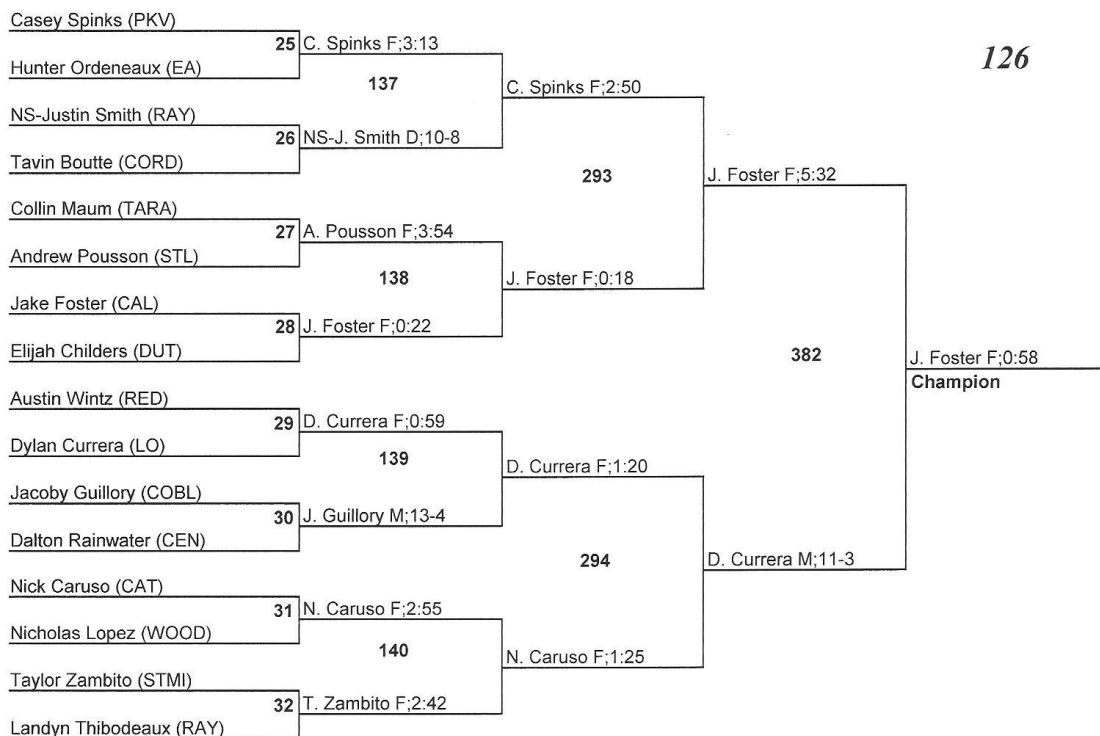 Casey Spinks (PKV)
25 C. Spinks F;3:13
Hunter Ordeneaux (EA)
126
137
C. Spinks F;2:50
NS-Justin Smith (RAY)
26 NS-J. Smith D;10-8
Tavin Boutte (CORD)
293
J. Foster F;5:32
Collin Maum (TARA)
27 A. Pousson F;3:54
Andrew Pousson (STL)
138
J. Foster F;0:18
Jake Foster (CAL)
28 J. Foster F;0:22
Elijah Childers (DUT)
382
J. Foster F;0:58
Champion
Austin Wintz (RED)
29 D. Currera F;0:59
Dylan Currera (LO)
139
D. Currera F;1:20
Jacoby Guillory (COBL)
30 J. Guillory M;13-4
Dalton Rainwater (CEN)
294
D. Currera M;11-3
Nick Caruso (CAT)
31 N. Caruso F;2:55
Nicholas Lopez (WOOD)
140
N. Caruso F;1:25
Taylor Zambito (STMI)
32 T. Zambito F;2:42
Landyn Thibodeaux (RAY)